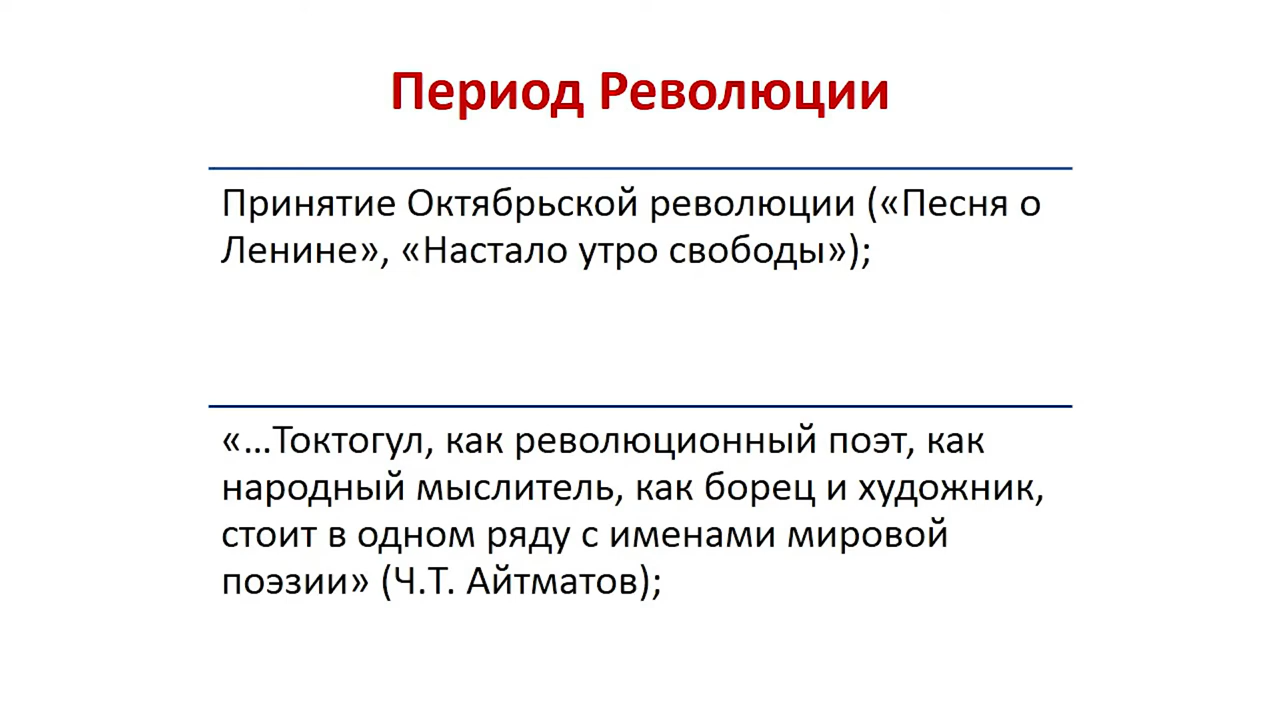 Период Революции
Принятие Октябрьской революции («Песня о
Ленине», «Настало утро свободы»);
«…Токтогул, как революционный поэт, как
народный мыслитель, как борец и художник,
стоит в одном ряду с именами мировой
поэзии» (Ч.Т. Айтматов);